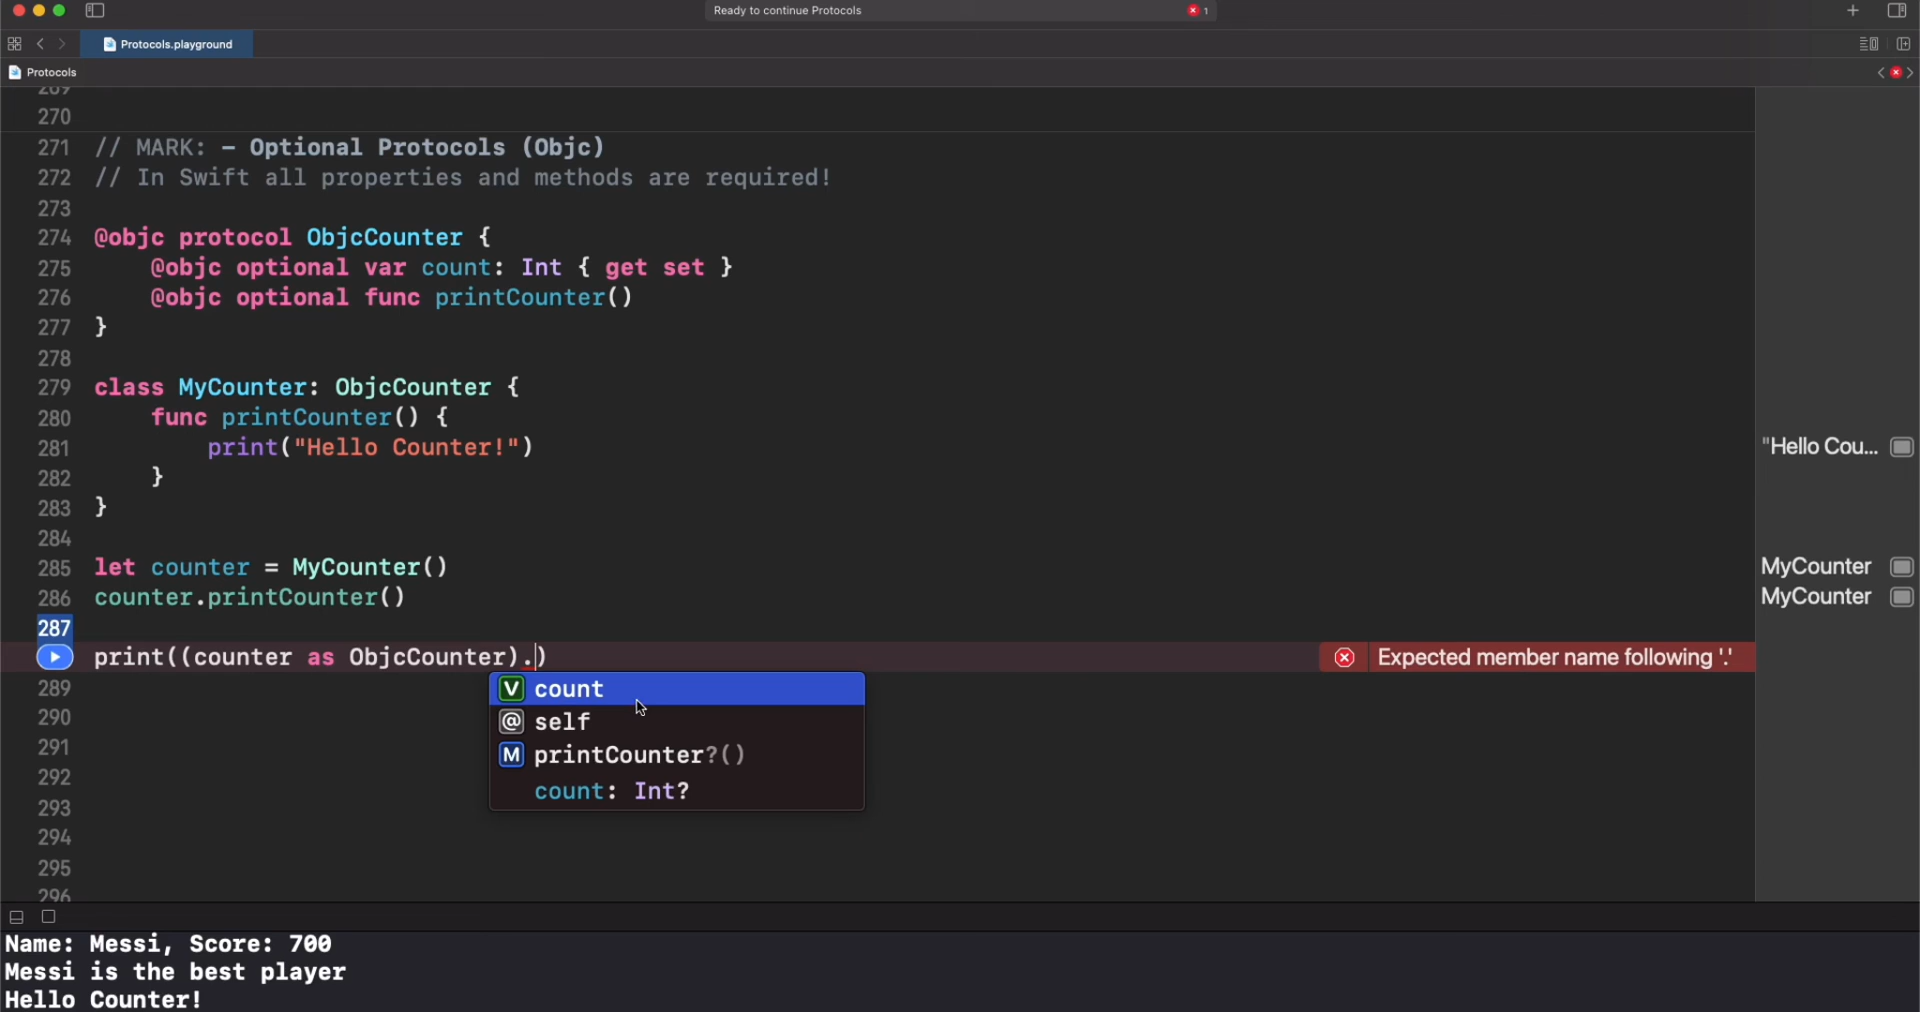 Ready to continue Protocols
1
Protocols.playground
Protocols
269
270
271 // MARK: - Optional Protocols (Objc)
272 // In Swift all properties and methods are required!
273
274 @objc protocol ObjcCounter {
275 @objc optional var count: Int { get set }
276 @objc optional func printCounter()
277 }
278
279 class MyCounter: ObjcCounter {
280 func printCounter() {
281 print("Hello Counter!") "Hello Cou...
282 }
283 }
284
285 let counter = MyCounter() MyCounter
286 counter.printCounter() MyCounter
287
print((counter as ObjcCounter).) Expected member name following '.'
289 V count
290 @ self
291 M printCounter?()
292 count: Int?
293
294
295
296
Name: Messi, Score: 700
Messi is the best player
Hello Counter!